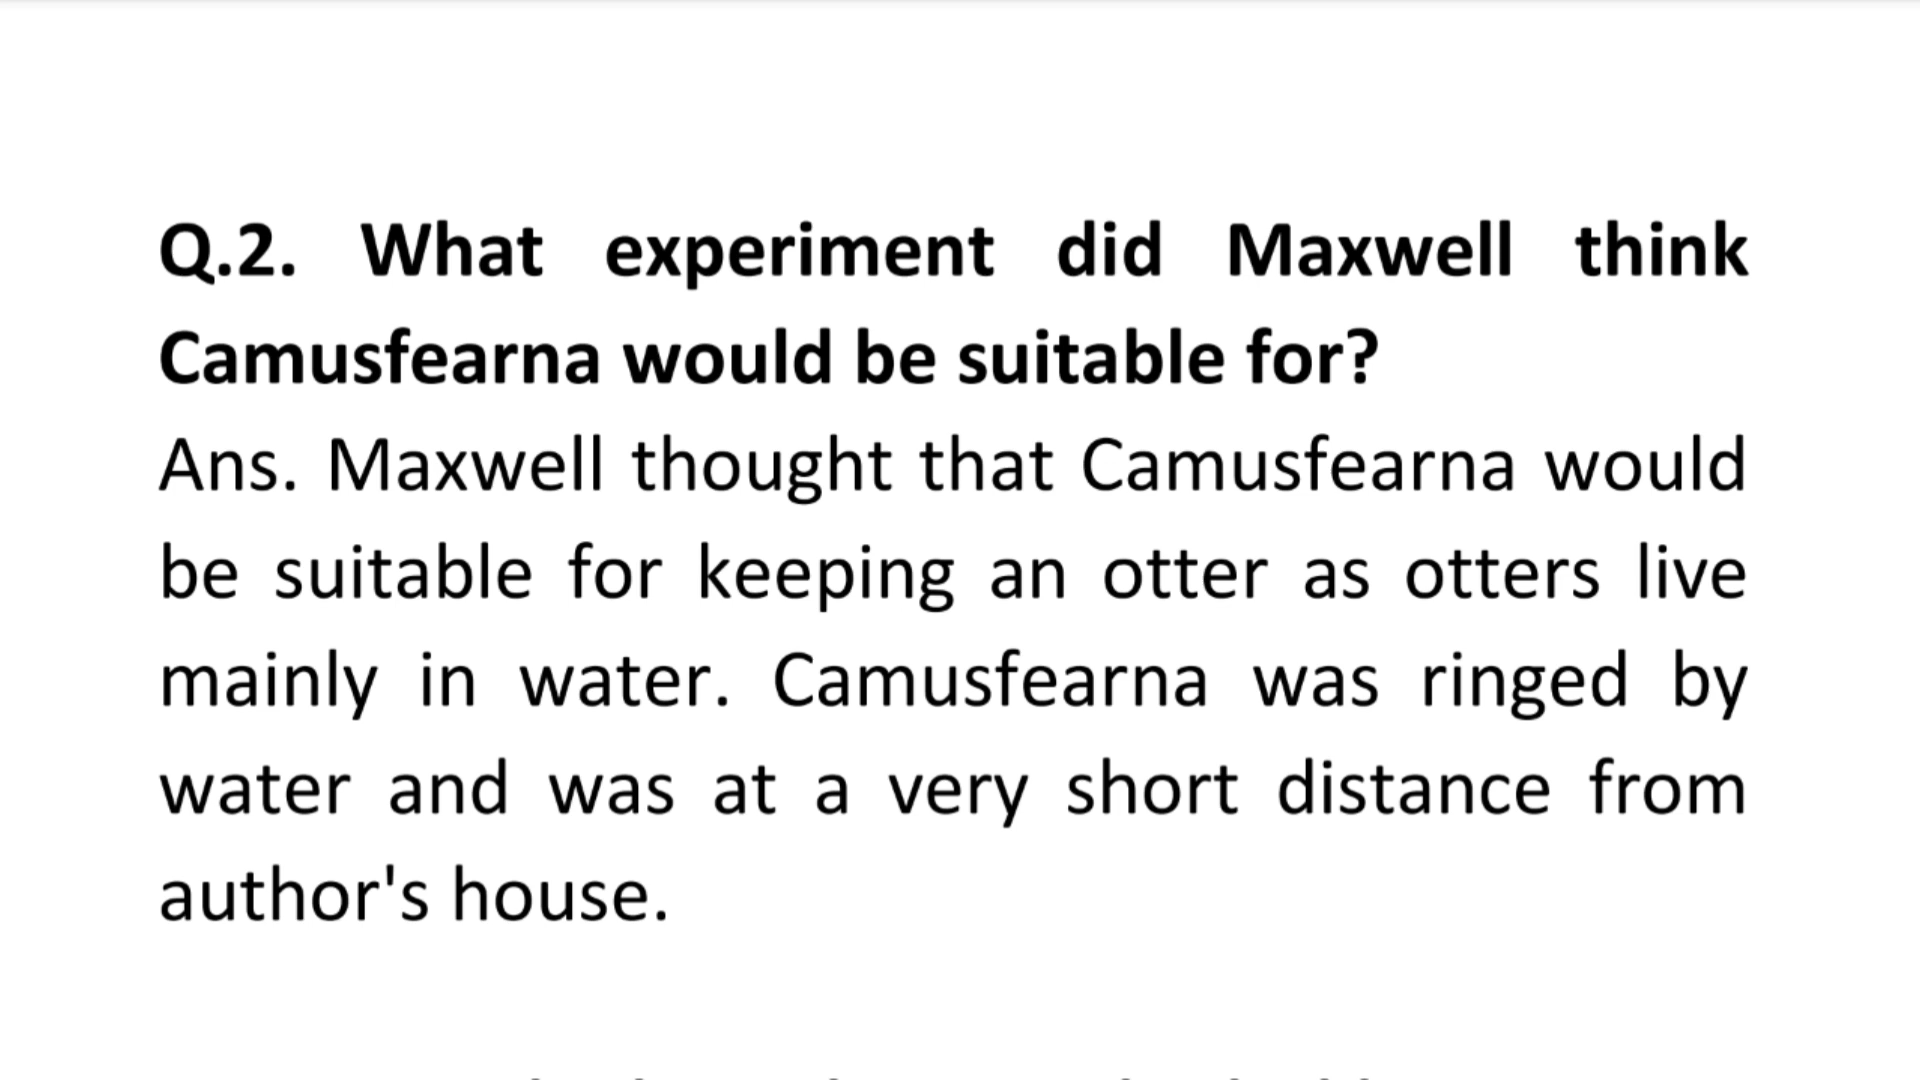 Q.2. What experiment did Maxwell think
Camusfearna would be suitable for?
Ans. Maxwell thought that Camusfearna would
be suitable for keeping an otter as otters live
mainly in water. Camusfearna was ringed by
water and was at a very short distance from
author's house.